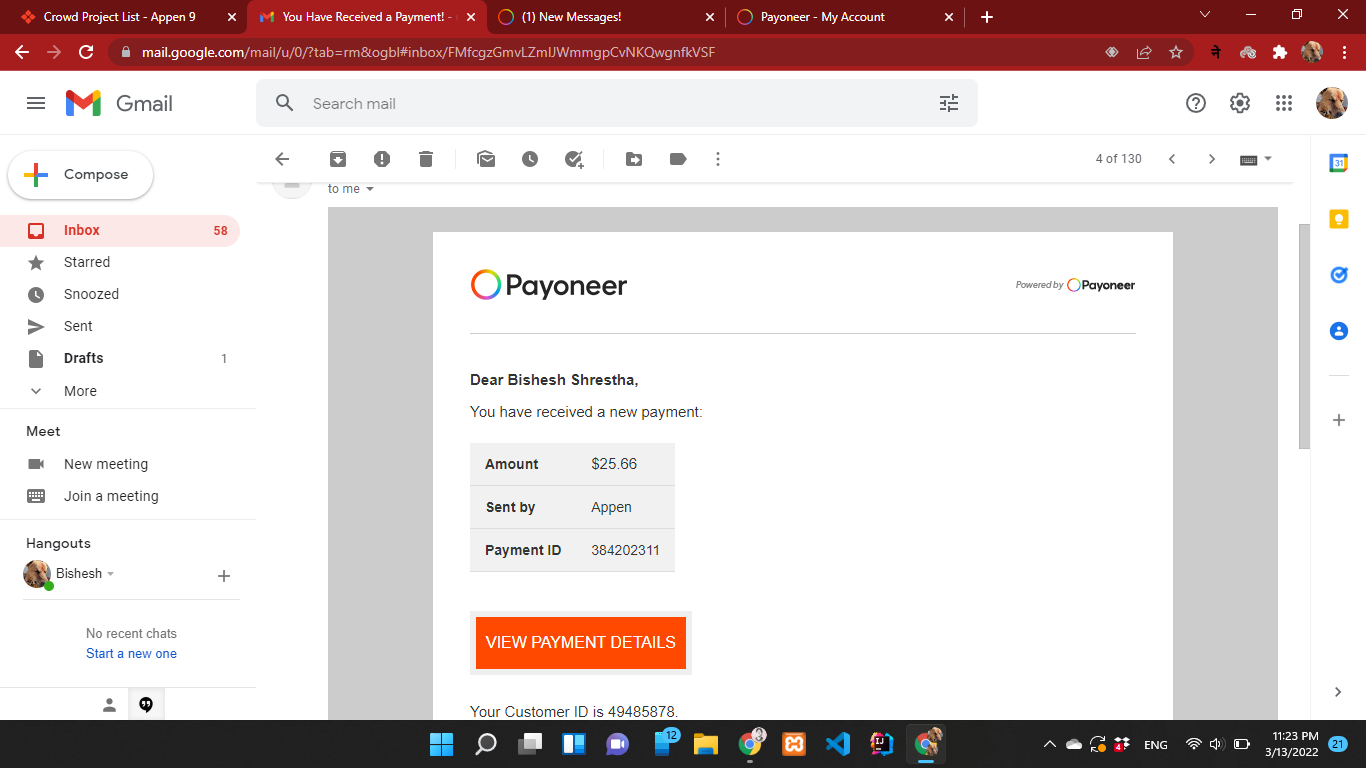 Crowd Project List - Appen 9
You Have Received a Payment! -
(1) New Messages!
Payoneer - My Account
mail.google.com/mail/u/0/?tab=rm&ogbl#inbox/FMfcgzGmvLZmlJWmmgpCvNKQwgnfkVSF
ने
Gmail
Search mail
Compose
4 of 130
31
Inbox 58
Starred
Snoozed
Sent
Drafts 1
More
Meet
New meeting
Join a meeting
Hangouts
Bishesh
No recent chats
Start a new one
to me
Payoneer
Powered by Payoneer
Dear Bishesh Shrestha,
You have received a new payment:
Amount $25.66
Sent by Appen
Payment ID 384202311
VIEW PAYMENT DETAILS
Your Customer ID is 49485878.
12
4
ENG
11:23 PM
3/13/2022
21